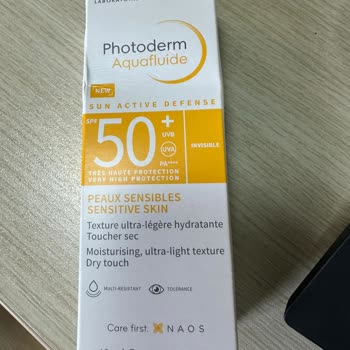 LABORATOIRE
Photoderm
Aquafluide
NEW
SUN ACTIVE DEFENSE
SPF
50+
UVB
UVA
PA++++
INVISIBLE
TRÈS HAUTE PROTECTION
VERY HIGH PROTECTION
PEAUX SENSIBLES
SENSITIVE SKIN
Texture ultra-légère hydratante
Toucher sec
Moisturising, ultra-light texture
Dry touch
MULTI-RESISTANT
TOLERANCE
Care first. NAOS